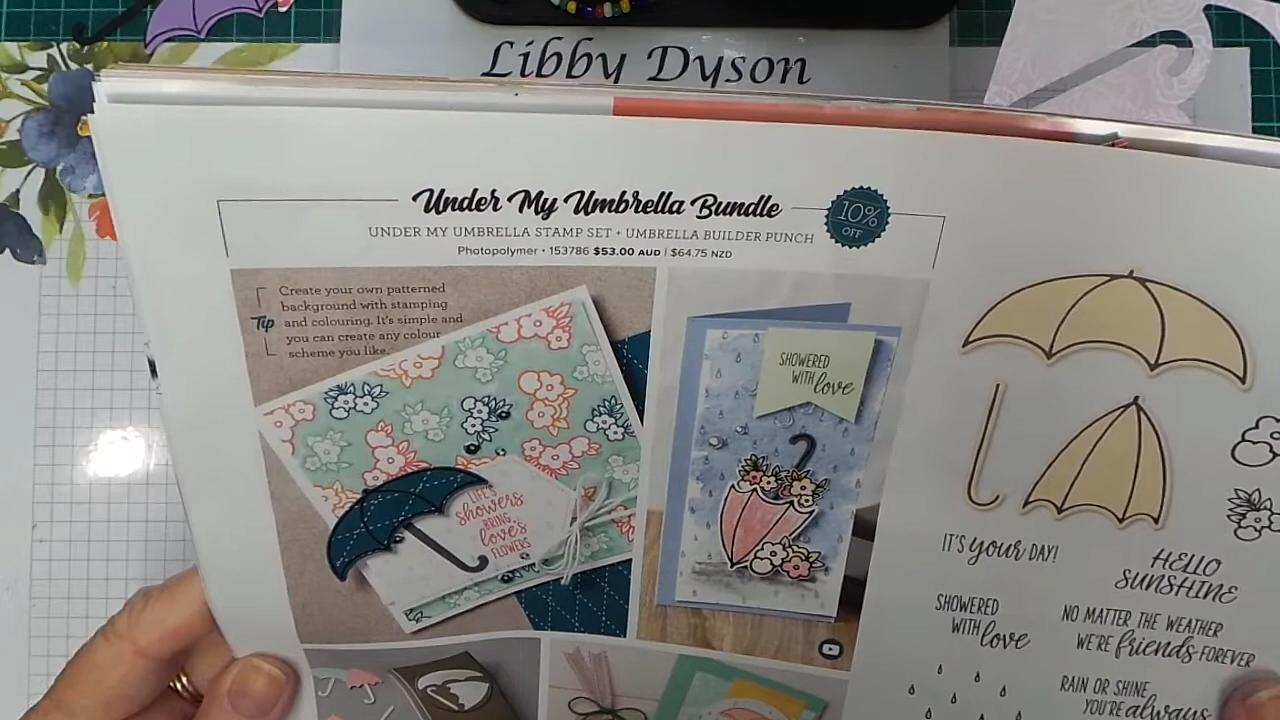 Libby Dyson
Under My Umbrella Bundle
10%
OFF
UNDER MY UMBRELLA STAMP SET + UMBRELLA BUILDER PUNCH
Photopolymer • 153786 $53.00 AUD | $64.75 NZD
Tip
Create your own patterned
background with stamping
and colouring. It's simple and
you can create any colour
scheme you like.
LIFE'S
showers
BRING
love's
FLOWERS
SHOWERED
WITH love
IT'S your DAY!
HELLO
SUNSHINE
SHOWERED
WITH love
NO MATTER THE WEATHER
WE'RE friends FOREVER
RAIN OR SHINE
YOU'RE always